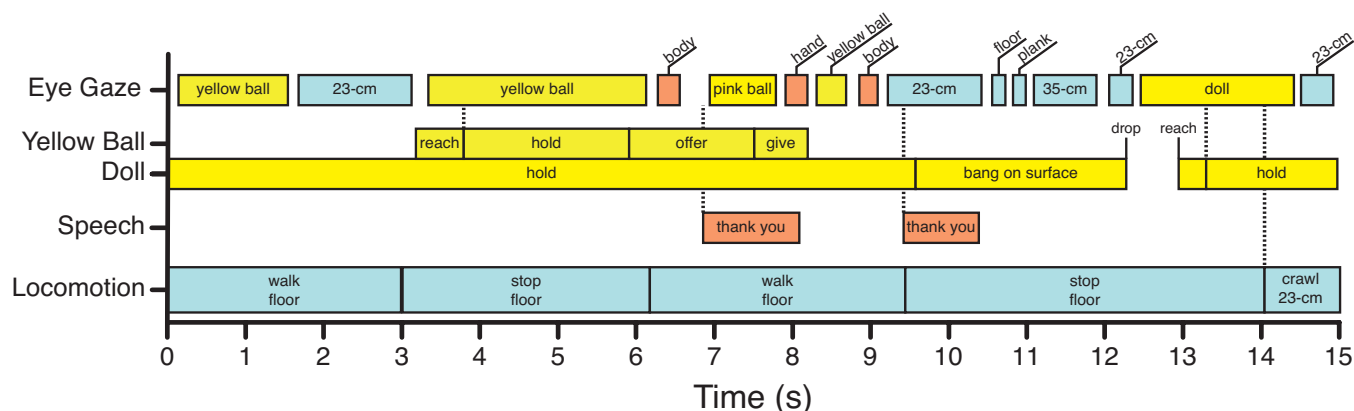 body
hand
yellow ball
body
floor
plank
23-cm
23-cm
Eye Gaze
yellow ball
23-cm
yellow ball
pink ball
23-cm
35-cm
doll
Yellow Ball
reach
hold
offer
give
drop
reach
Doll
hold
bang on surface
hold
Speech
thank you
thank you
Locomotion
walk
floor
stop
floor
walk
floor
stop
floor
crawl
23-cm
0 1 2 3 4 5 6 7 8 9 10 11 12 13 14 15
Time (s)